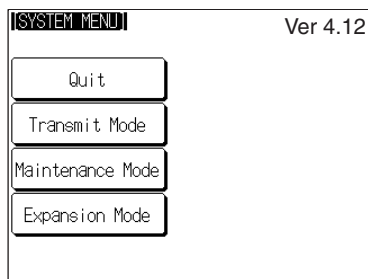 [SYSTEM MENU]
Ver 4.12
Quit
Transmit Mode
Maintenance Mode
Expansion Mode